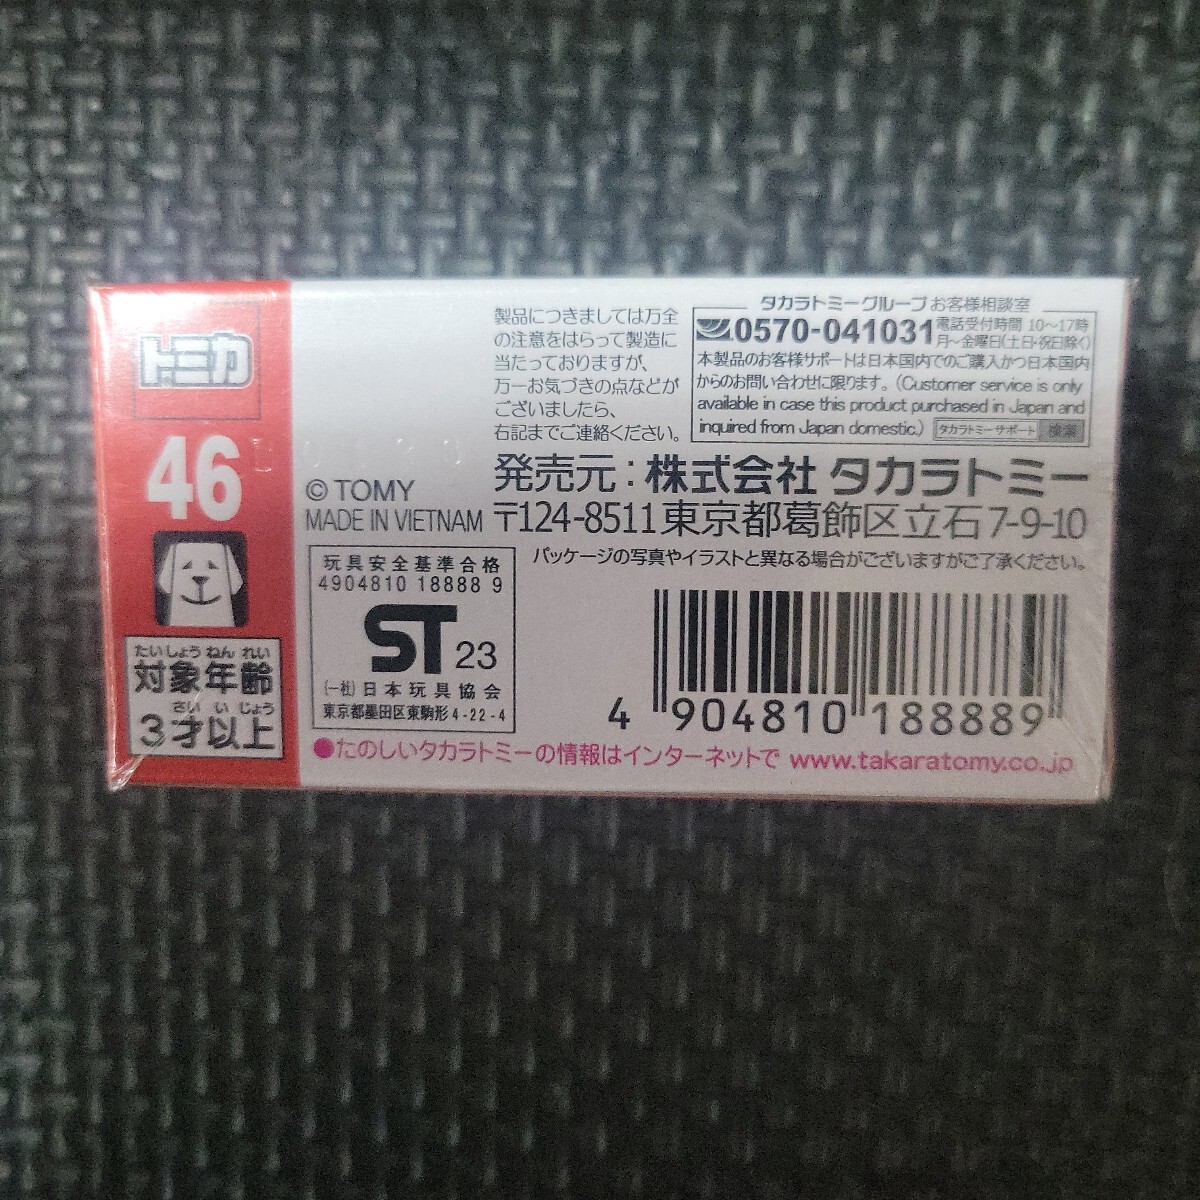 トミカ
46
たいしょうねんれい
対象年齢
さいいじょう
3才以上
© TOMY
MADE IN VIETNAM
玩具安全基準合格
4904810 18888 9
ST 23
(一社)日本玩具協会
東京都墨田区東駒形4-22-4
製品につきましては万全
の注意をはらって製造に
当たっておりますが、
万一お気づきの点などが
ございましたら、
右記までご連絡ください。
タカラトミーグループお客様相談室
0570-041031 電話受付時間 10〜17時
月〜金曜日(土・日・祝日除く)
本製品のお客様サポートは日本国内でのご購入かつ日本国内
からのお問い合わせに限ります。(Customer service is only
available in case this product purchased in Japan and
inquired from Japan domestic.) タカラトミーサポート 検索
発売元:株式会社タカラトミー
〒124-8511東京都葛飾区立石7-9-10
パッケージの写真やイラストと異なる場合がございますがご了承ください。
4 904810 188889
●たのしいタカラトミーの情報はインターネットで www.takaratomy.co.jp